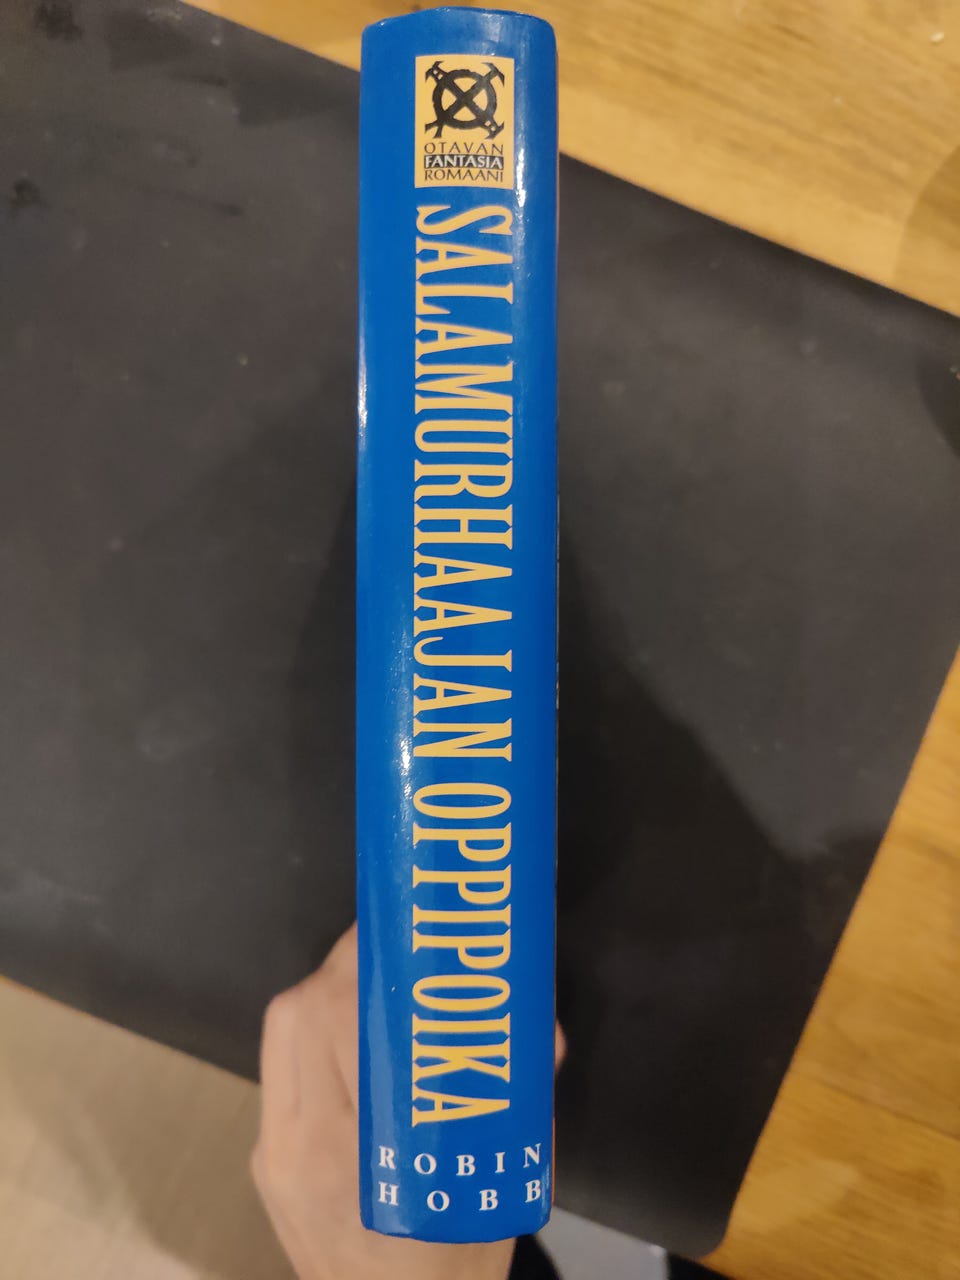 OTAVAN
FANTASIA
ROMAANI
SALAMURHAAJAN OPPIPOIKA
ROBIN
HOBB